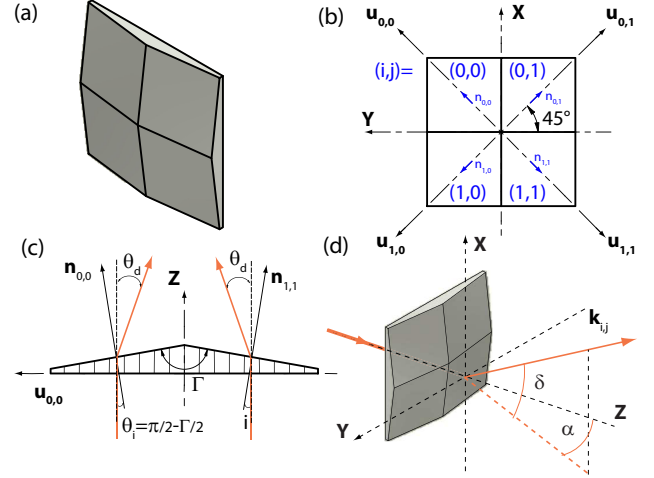 (a)
(b)
X
u0,0
u0,1
(i,j)=
(0,0)
(0,1)
n0,0
n0,1
45°
Y
n1,0
n1,1
(1,0)
(1,1)
u1,0
u1,1
(c)
θd
θd
n0,0
Z
n1,1
Γ
u0,0
θi=π/2-Γ/2
i
(d)
X
ki,j
δ
Z
Y
α